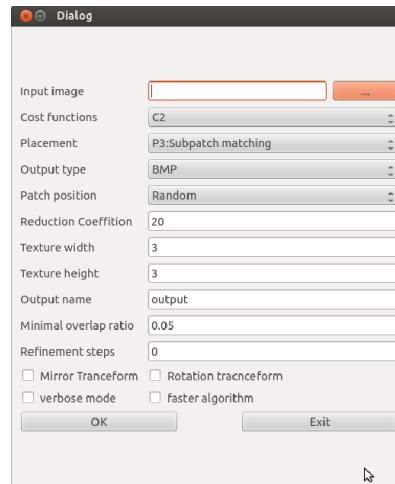 Dialog
Input image ...
Cost functions C2
Placement P3:Subpatch matching
Output type BMP
Patch position Random
Reduction Coeffition 20
Texture width 3
Texture height 3
Output name output
Minimal overlap ratio 0.05
Refinement steps 0
Mirror Tranceform Rotation tracnceform
verbose mode faster algorithm
OK Exit